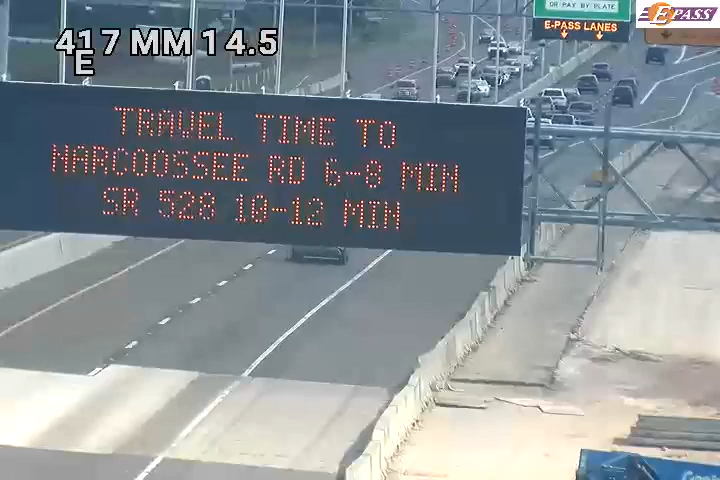 417 MM 14.5
E
OR PAY BY PLATE
E-PASS LANES
E-PASS
TRAVEL TIME TO
NARCOOSSEE RD 6-8 MIN
SR 528 10-12 MIN